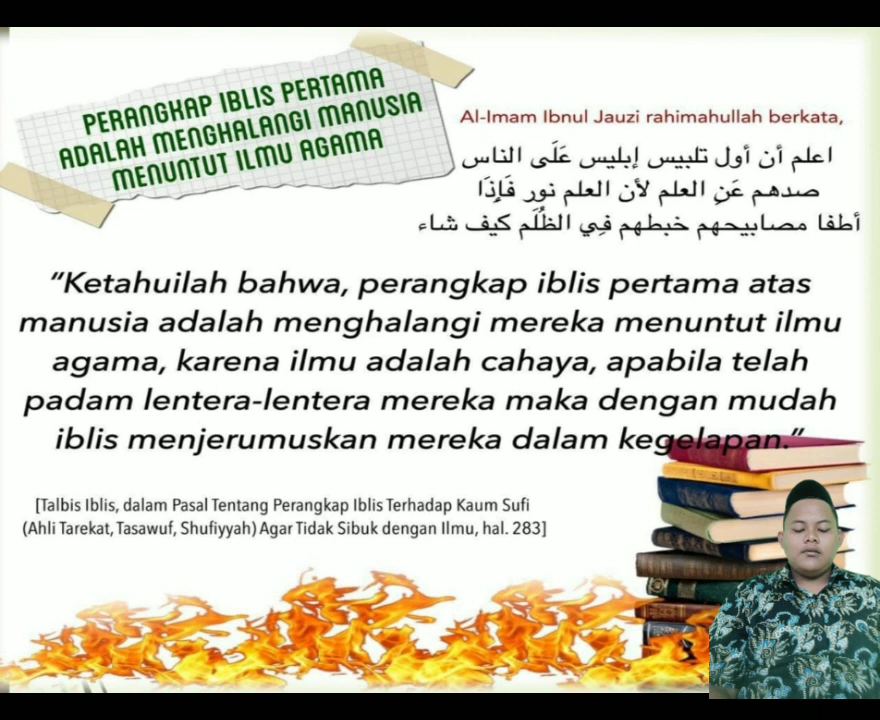 PERANGKAP IBLIS PERTAMA
ADALAH MENGHALANGI MANUSIA
MENUNTUT ILMU AGAMA
Al-Imam Ibnul Jauzi rahimahullah berkata,
اعلم أن أول تلبيس إبليس عَلَى الناس
صدهم عَنِ العلم لأن العلم نور فَإِذَا
أطفا مصابيحهم خبطهم فِي الظُلَم كيف شاء
“Ketahuilah bahwa, perangkap iblis pertama atas
manusia adalah menghalangi mereka menuntut ilmu
agama, karena ilmu adalah cahaya, apabila telah
padam lentera-lentera mereka maka dengan mudah
iblis menjerumuskan mereka dalam kegelapan.”
[Talbis Iblis, dalam Pasal Tentang Perangkap Iblis Terhadap Kaum Sufi
(Ahli Tarekat, Tasawuf, Shufiyyah) Agar Tidak Sibuk dengan Ilmu, hal. 283]